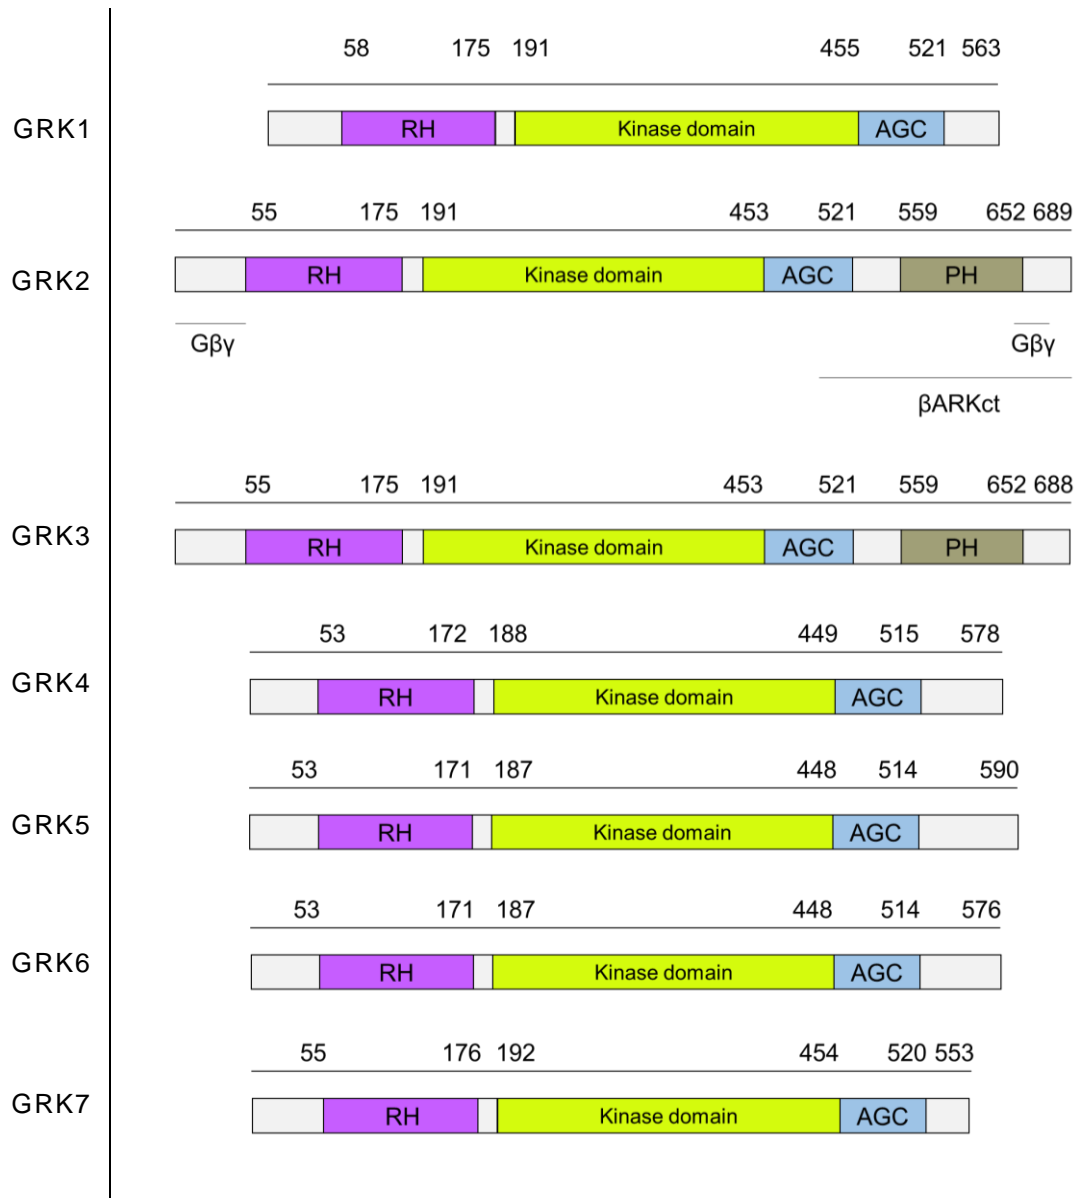 58 175 191 455 521 563
GRK1 RH Kinase domain AGC
55 175 191 453 521 559 652 689
GRK2 RH Kinase domain AGC PH
Gβγ Gβγ
βARKct
55 175 191 453 521 559 652 688
GRK3 RH Kinase domain AGC PH
53 172 188 449 515 578
GRK4 RH Kinase domain AGC
53 171 187 448 514 590
GRK5 RH Kinase domain AGC
53 171 187 448 514 576
GRK6 RH Kinase domain AGC
55 176 192 454 520 553
GRK7 RH Kinase domain AGC